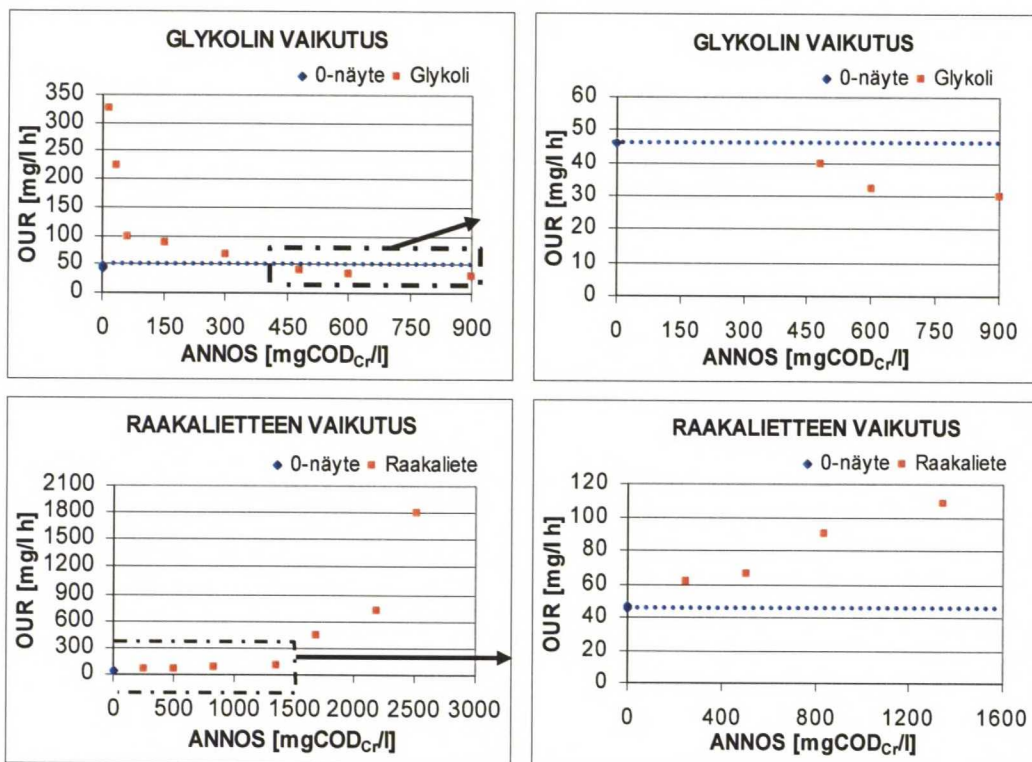 GLYKOLIN VAIKUTUS
0-näyte Glykoli
350
300
250
200
150
100
50
0
OUR [mg/l h]
0 150 300 450 600 750 900
ANNOS [mgCODCr/l]
GLYKOLIN VAIKUTUS
0-näyte Glykoli
60
50
40
30
20
10
0
OUR [mg/l h]
0 150 300 450 600 750 900
ANNOS [mgCODCr/l]
RAAKALIETTEEN VAIKUTUS
0-näyte Raakaliete
2100
1800
1500
1200
900
600
300
0
OUR [mg/l h]
0 500 1000 1500 2000 2500 3000
ANNOS [mgCODCr/l]
RAAKALIETTEEN VAIKUTUS
0-näyte Raakaliete
120
100
80
60
40
20
0
OUR [mg/l h]
0 400 800 1200 1600
ANNOS [mgCODCr/l]